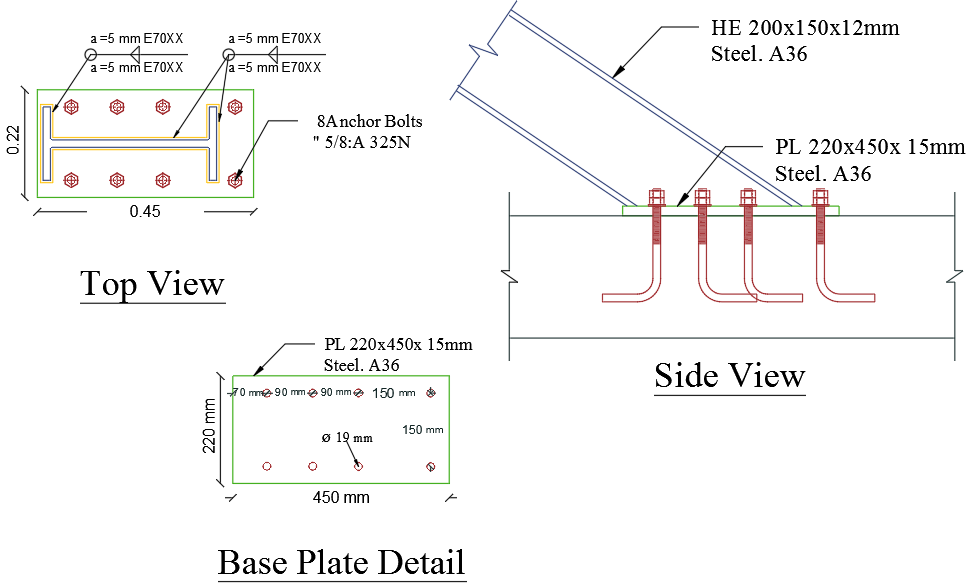 a =5 mm E70XX
a =5 mm E70XX
a=5 mm E70XX
a=5 mm E70XX
0.22
8Anchor Bolts
" 5/8:A 325N
0.45
Top View
HE 200x150x12mm
Steel. A36
PL 220x450x 15mm
Steel. A36
Side View
PL 220x450x 15mm
Steel. A36
70 mm
90 mm
90 mm
150 mm
150 mm
220 mm
ø 19 mm
450 mm
Base Plate Detail